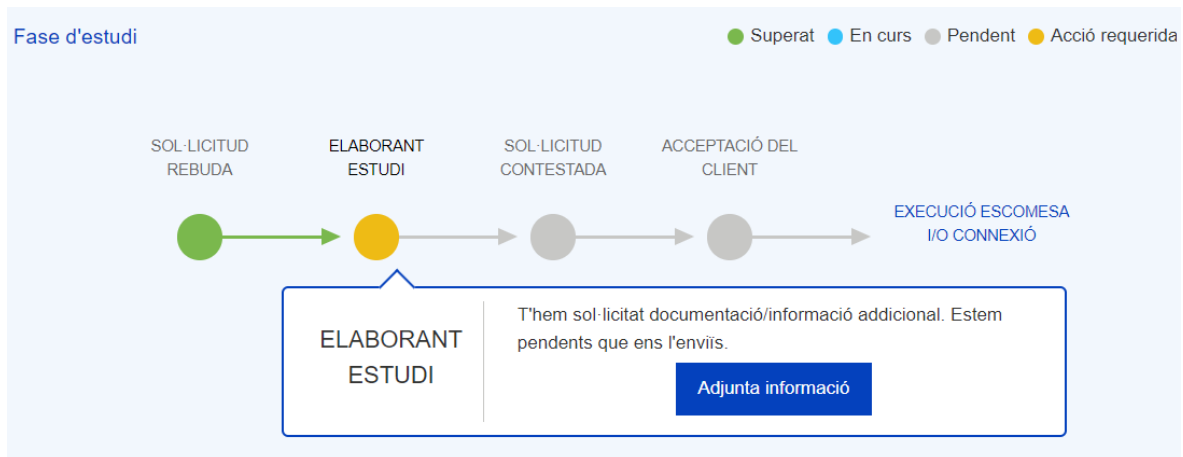 Fase d'estudi
Superat
En curs
Pendent
Acció requerida
SOL·LICITUD
REBUDA
ELABORANT
ESTUDI
SOL·LICITUD
CONTESTADA
ACCEPTACIÓ DEL
CLIENT
EXECUCIÓ ESCOMESA
I/O CONNEXIÓ
ELABORANT
ESTUDI
T'hem sol·licitat documentació/informació addicional. Estem
pendents que ens l'enviïs.
Adjunta informació